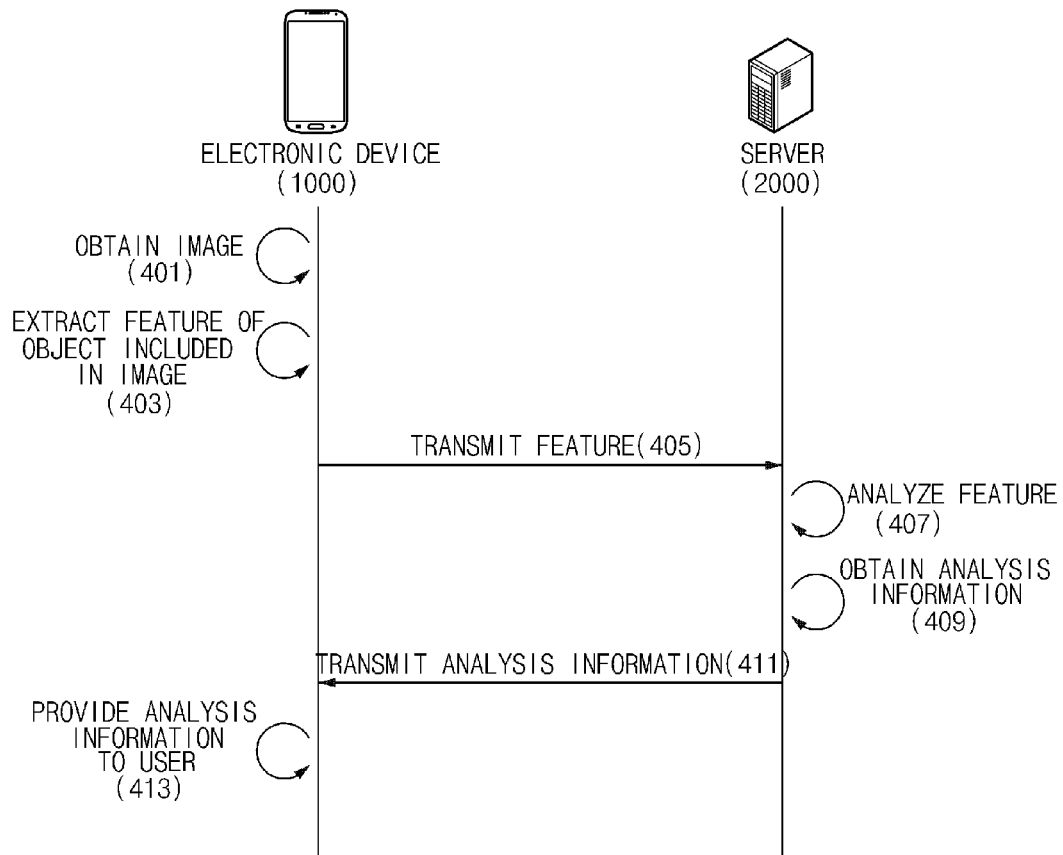 ELECTRONIC DEVICE
(1000)
SERVER
(2000)
OBTAIN IMAGE
(401)
EXTRACT FEATURE OF
OBJECT INCLUDED
IN IMAGE
(403)
TRANSMIT FEATURE(405)
ANALYZE FEATURE
(407)
OBTAIN ANALYSIS
INFORMATION
(409)
TRANSMIT ANALYSIS INFORMATION(411)
PROVIDE ANALYSIS
INFORMATION
TO USER
(413)